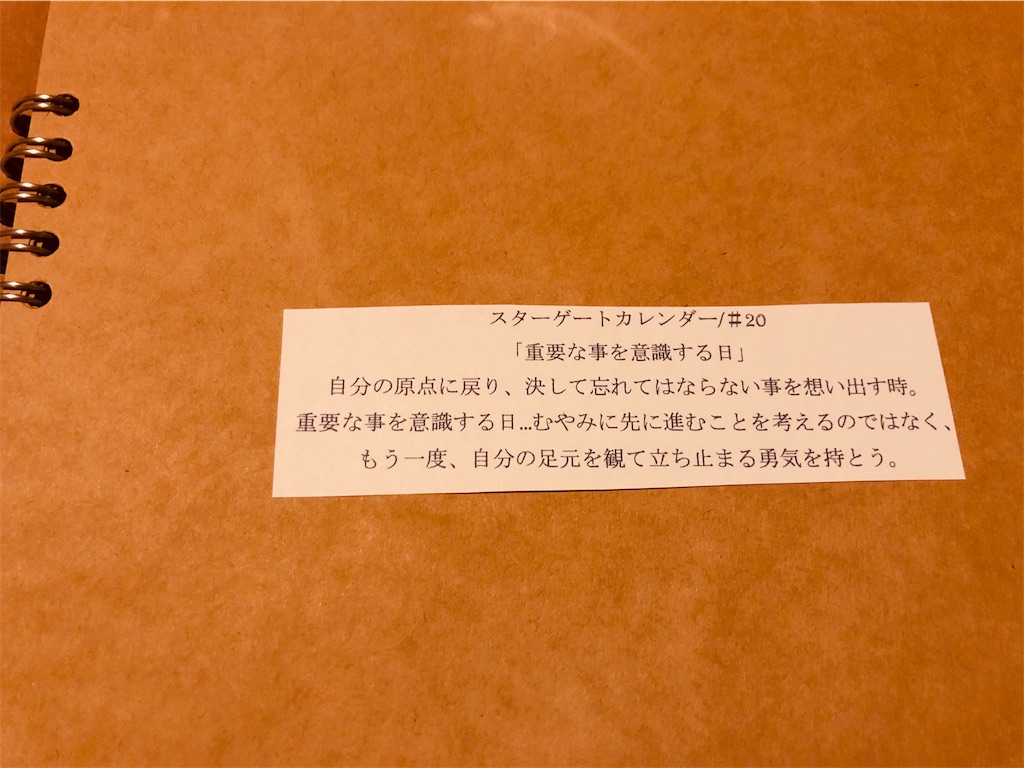 スターゲートカレンダー/♯20
「重要な事を意識する日」
自分の原点に戻り、決して忘れてはならない事を想い出す時。
重要な事を意識する日...むやみに先に進むことを考えるのではなく、
もう一度、自分の足元を観て立ち止まる勇気を持とう。